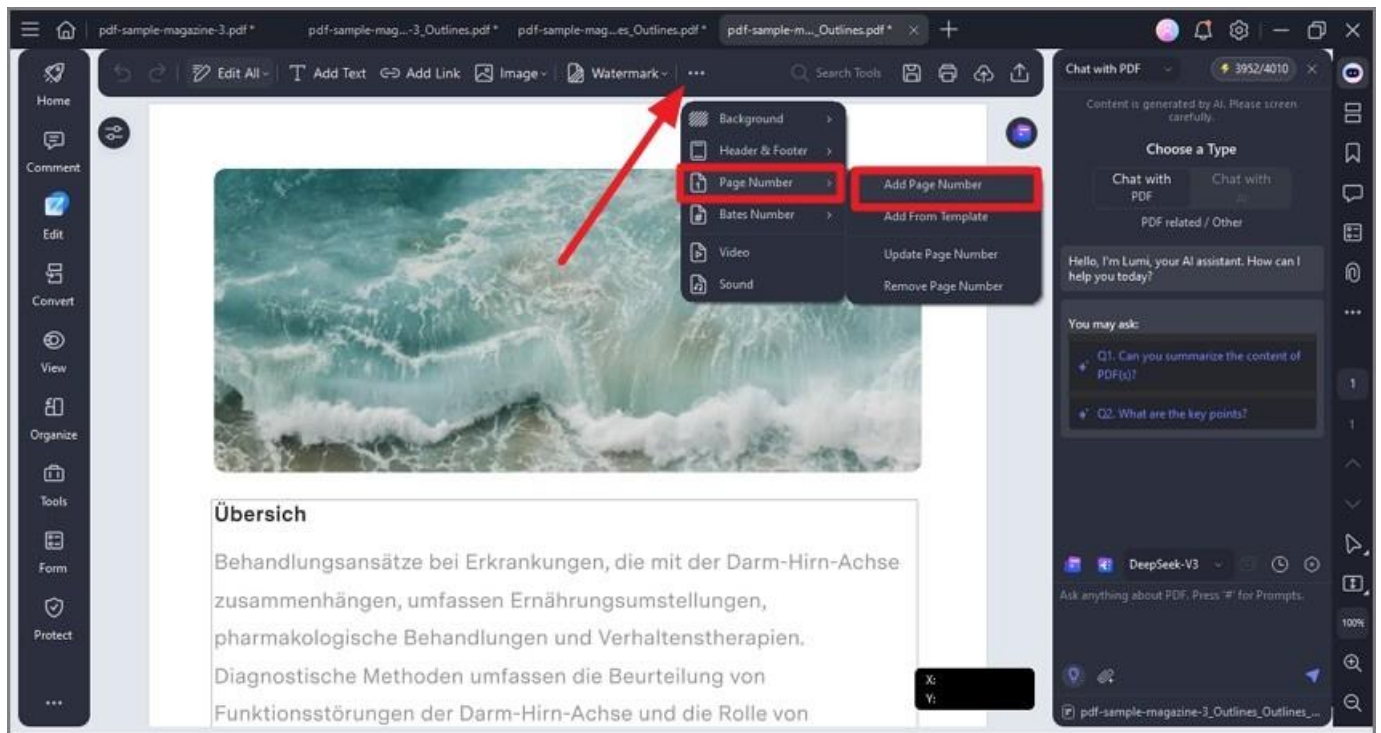 pdf-sample-magazine-3.pdf *
pdf-sample-mag...-3_Outlines.pdf *
pdf-sample-mag...es_Outlines.pdf *
pdf-sample-m..._Outlines.pdf *
Edit All
Add Text
Add Link
Image
Watermark
Search Tools
Home
Comment
Edit
Convert
View
Organize
Tools
Form
Protect
Background
Header & Footer
Page Number
Bates Number
Video
Sound
Add Page Number
Add From Template
Update Page Number
Remove Page Number
Übersich
Behandlungsansätze bei Erkrankungen, die mit der Darm-Hirn-Achse
zusammenhängen, umfassen Ernährungsumstellungen,
pharmakologische Behandlungen und Verhaltenstherapien.
Diagnostische Methoden umfassen die Beurteilung von
Funktionsstörungen der Darm-Hirn-Achse und die Rolle von
X:
Y:
Chat with PDF
3952/4010
Content is generated by AI. Please screen
carefully.
Choose a Type
Chat with
PDF
Chat with
AI
PDF related / Other
Hello, I'm Lumi, your AI assistant. How can I
help you today?
You may ask:
Q1. Can you summarize the content of
PDF(s)?
Q2. What are the key points?
DeepSeek-V3
Ask anything about PDF. Press '#' for Prompts.
pdf-sample-magazine-3_Outlines_Outlines_...
1
1
100%